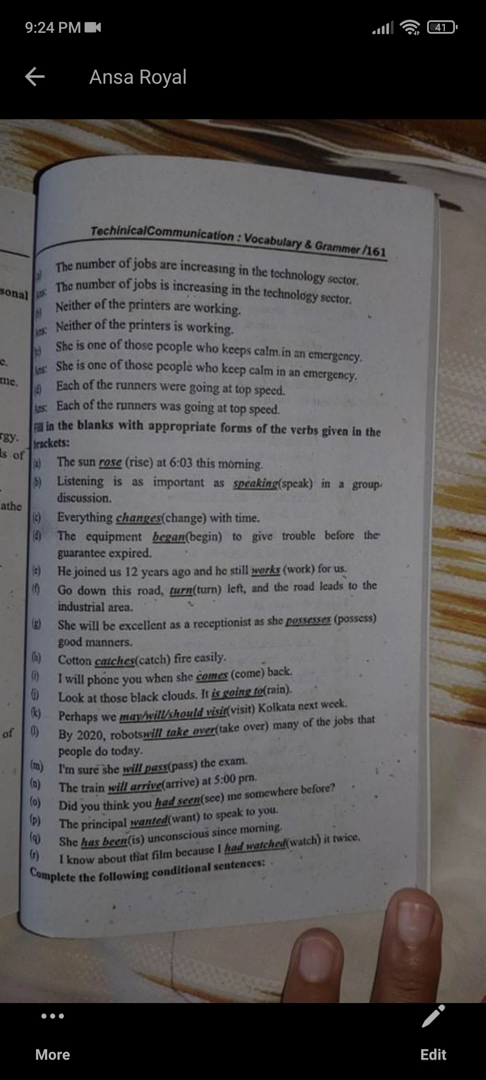 9:24 PM
41
Ansa Royal
TechinicalCommunication : Vocabulary & Grammer /161
The number of jobs are increasing in the technology sector.
Ans: The number of jobs is increasing in the technology sector.
sonal
b) Neither of the printers are working.
Ans: Neither of the printers is working.
c) She is one of those people who keeps calm in an emergency.
e.
Ans: She is one of those people who keep calm in an emergency.
me.
(d) Each of the runners were going at top speed.
Ans: Each of the runners was going at top speed.
rgy.
Fill in the blanks with appropriate forms of the verbs given in the
ls of
brackets:
(a) The sun rose (rise) at 6:03 this morning.
(b) Listening is as important as speaking(speak) in a group-
discussion.
athe
(c) Everything changes(change) with time.
(d) The equipment began(begin) to give trouble before the
guarantee expired.
(e) He joined us 12 years ago and he still works (work) for us.
(f) Go down this road, turn(turn) left, and the road leads to the
industrial area.
(g) She will be excellent as a receptionist as she possesses (possess)
good manners.
(h) Cotton catches(catch) fire easily.
(i) I will phone you when she comes (come) back.
(j) Look at those black clouds. It is going to(rain).
(k) Perhaps we may/will/should visit(visit) Kolkata next week.
of
(l) By 2020, robotswill take over(take over) many of the jobs that
people do today.
(m) I'm sure she will pass(pass) the exam.
(n) The train will arrive(arrive) at 5:00 pm.
(o) Did you think you had seen(see) me somewhere before?
(p) The principal wanted(want) to speak to you.
(q) She has been(is) unconscious since morning.
(r) I know about that film because I had watched(watch) it twice.
Complete the following conditional sentences:
More
Edit